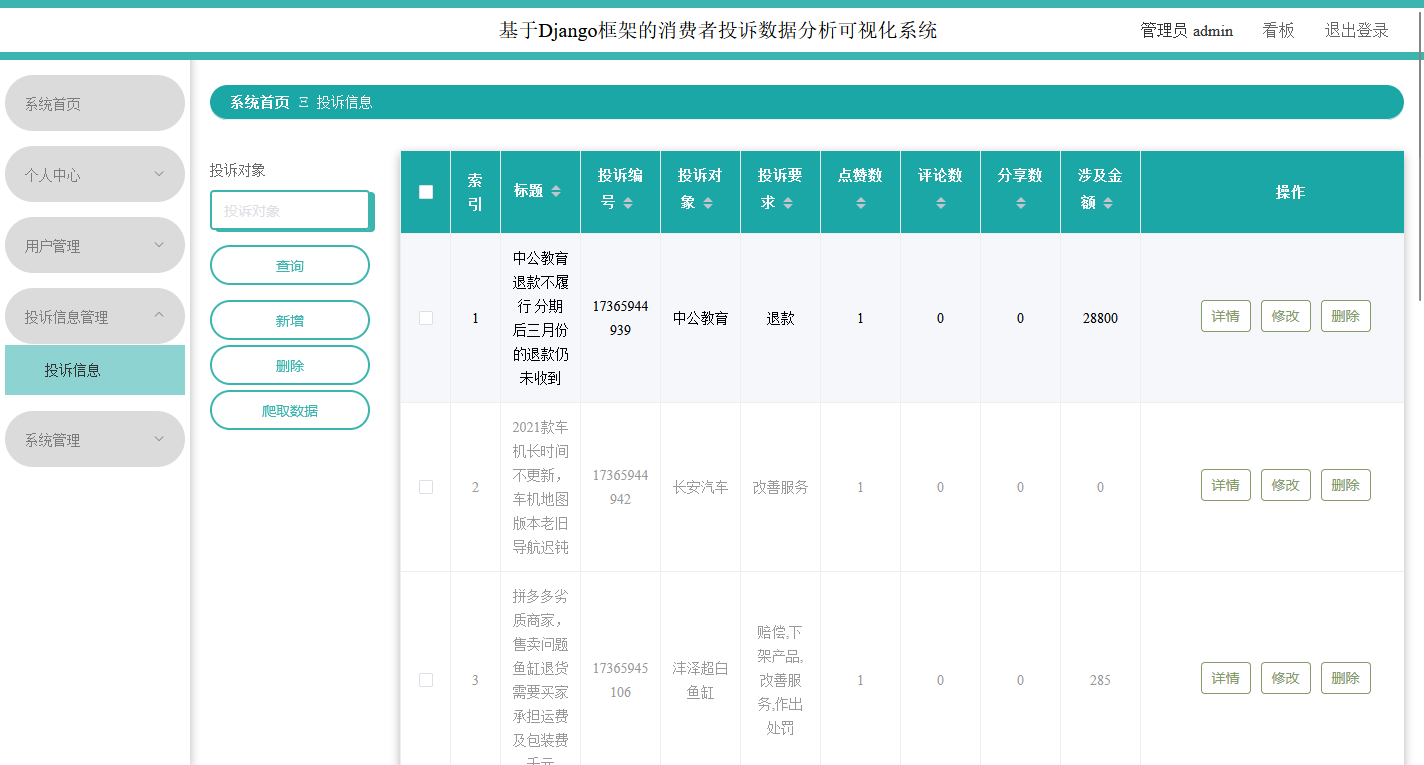 基于Django框架的消费者投诉数据分析可视化系统
管理员 admin
看板
退出登录
系统首页
个人中心
用户管理
投诉信息管理
投诉信息
系统管理
系统首页 Ξ 投诉信息
投诉对象
投诉对象
查询
新增
删除
爬取数据
索
引
标题
投诉编
号
投诉对
象
投诉要
求
点赞数
评论数
分享数
涉及金
额
操作
1
中公教育
退款不履
行 分期
后三月份
的退款仍
未收到
17365944
939
中公教育
退款
1
0
0
28800
详情
修改
删除
2
2021款车
机长时间
不更新，
车机地图
版本老旧
导航迟钝
17365944
942
长安汽车
改善服务
1
0
0
0
详情
修改
删除
3
拼多多劣
质商家，
售卖问题
鱼缸退货
需要买家
承担运费
及包装费
千元
17365945
106
沣泽超白
鱼缸
赔偿,下
架产品,
改善服
务,作出
处罚
1
0
0
285
详情
修改
删除